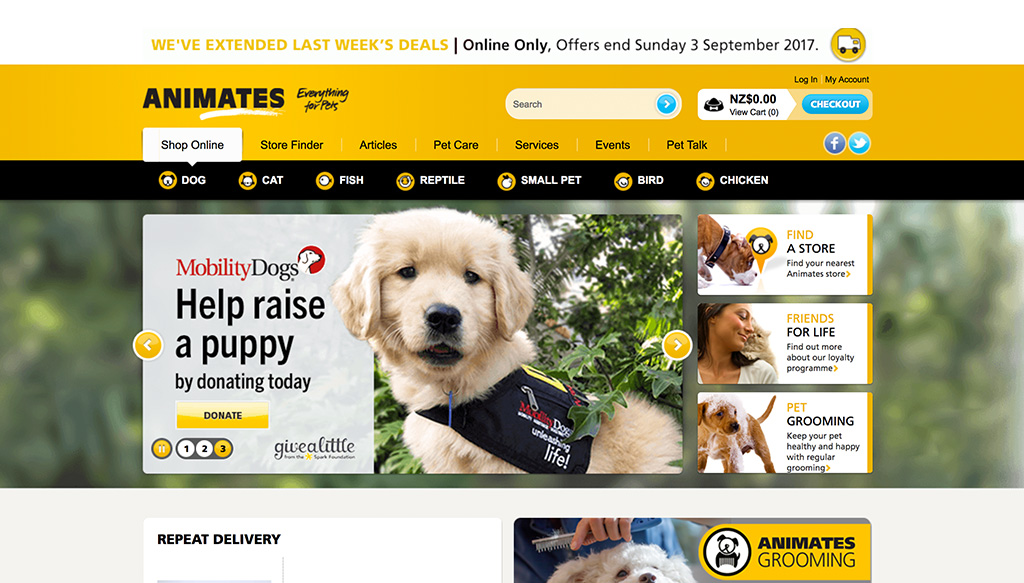 WE'VE EXTENDED LAST WEEK'S DEALS | Online Only, Offers end Sunday 3 September 2017.
Log In My Account
ANIMATES Everything for Pets
Search
NZ$0.00
View Cart (0)
CHECKOUT
Shop Online Store Finder Articles Pet Care Services Events Pet Talk
DOG CAT FISH REPTILE SMALL PET BIRD CHICKEN
MobilityDogs
Help raise
a puppy
by donating today
DONATE
1 2 3
givealittle
from the Spark Foundation
MobilityDogs
unleashing
life!
FIND
A STORE
Find your nearest
Animates store
FRIENDS
FOR LIFE
Find out more
about our loyalty
programme
PET
GROOMING
Keep your pet
healthy and happy
with regular
grooming
REPEAT DELIVERY
ANIMATES
GROOMING